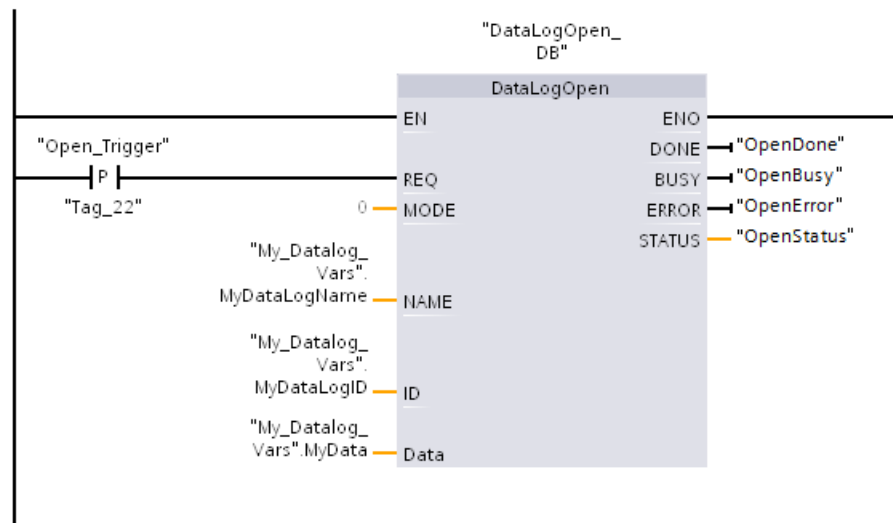 "DataLogOpen_
DB"
DataLogOpen
EN
ENO
"Open_Trigger"
DONE
"OpenDone"
P
REQ
BUSY
"OpenBusy"
"Tag_22"
0
MODE
ERROR
"OpenError"
STATUS
"OpenStatus"
"My_Datalog_
Vars".
MyDataLogName
NAME
"My_Datalog_
Vars".
MyDataLogID
ID
"My_Datalog_
Vars".MyData
Data